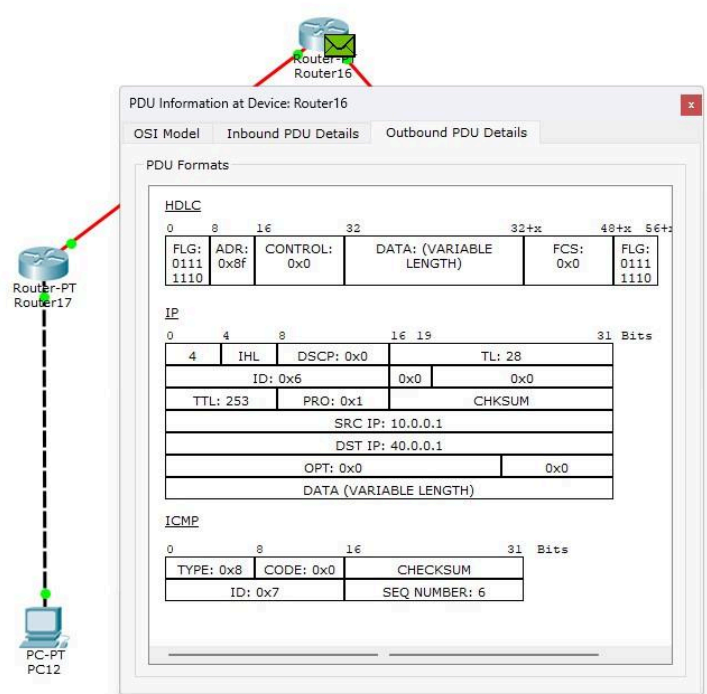 Router-PT
Router16
PDU Information at Device: Router16
x
OSI Model Inbound PDU Details Outbound PDU Details
PDU Formats
HDLC
0 8 16 32 32+x 48+x 56+x
FLG: 0111 1110 ADR: 0x8f CONTROL: 0x0 DATA: (VARIABLE LENGTH) FCS: 0x0 FLG: 0111 1110
IP
0 4 8 16 19 31 Bits
4 IHL DSCP: 0x0 TL: 28
ID: 0x6 0x0 0x0
TTL: 253 PRO: 0x1 CHKSUM
SRC IP: 10.0.0.1
DST IP: 40.0.0.1
OPT: 0x0 0x0
DATA (VARIABLE LENGTH)
ICMP
0 8 16 31 Bits
TYPE: 0x8 CODE: 0x0 CHECKSUM
ID: 0x7 SEQ NUMBER: 6
Router-PT
Router17
PC-PT
PC12